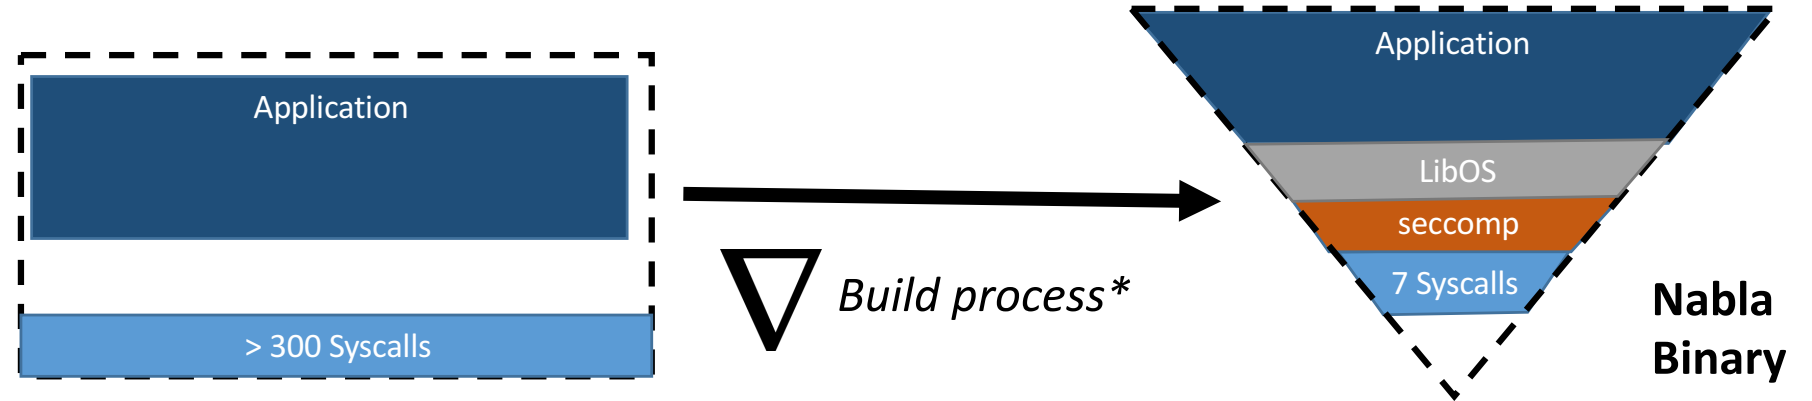 Application
> 300 Syscalls
Build process*
Application
LibOS
seccomp
7 Syscalls
Nabla
Binary